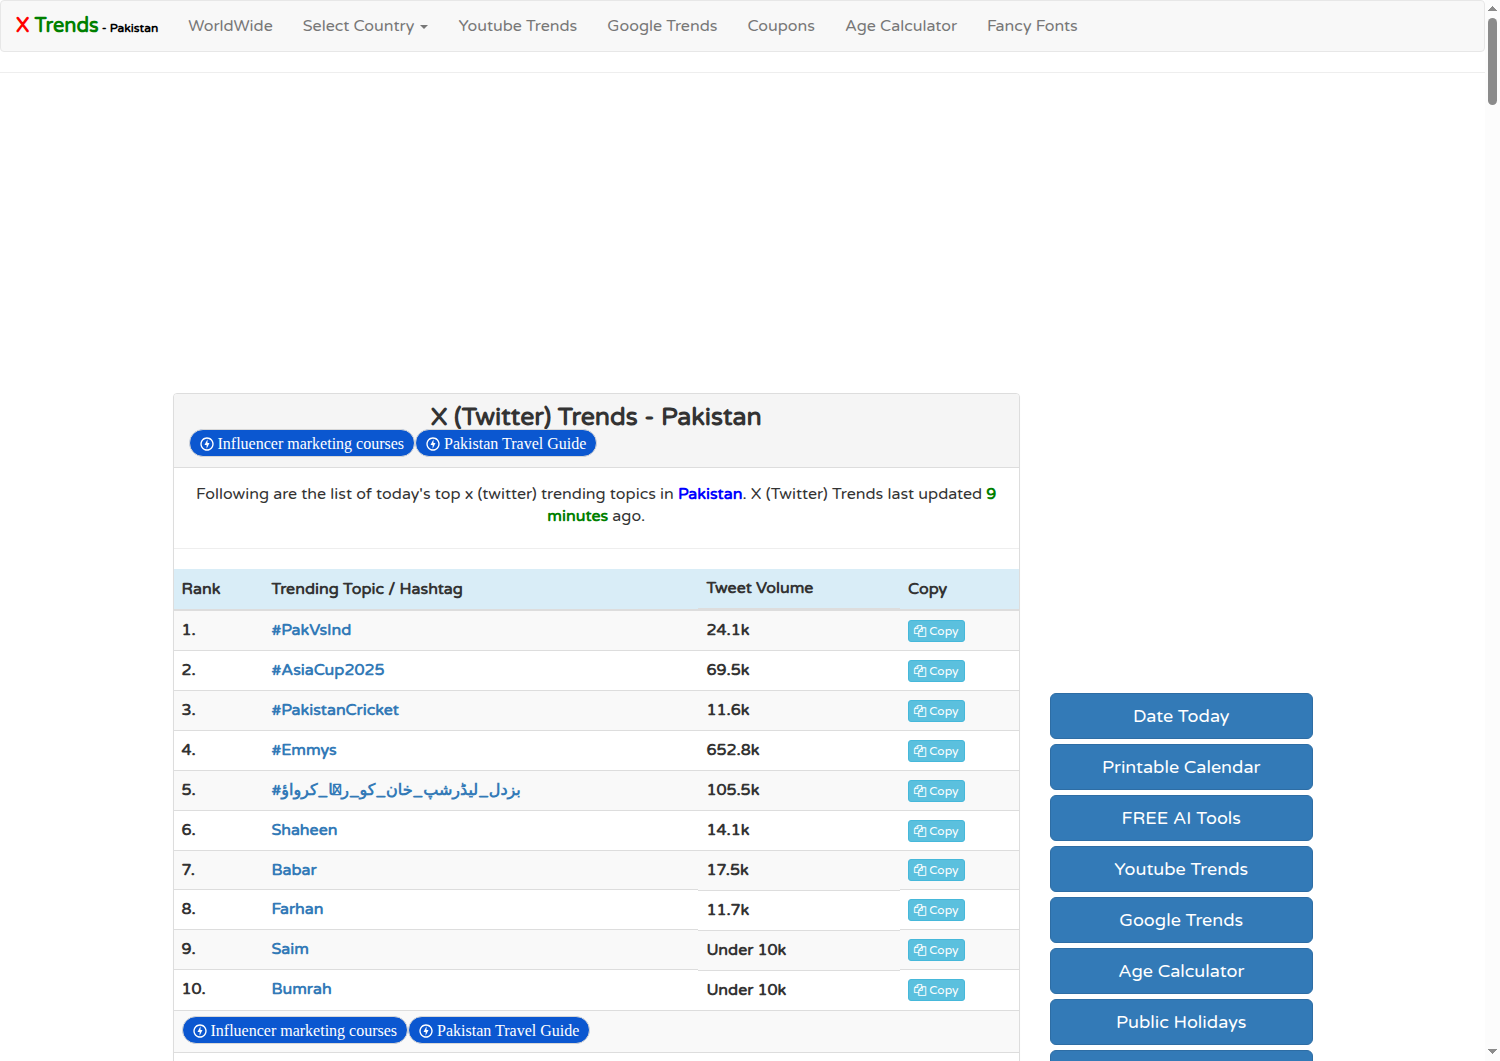 X Trends - Pakistan WorldWide Select Country Youtube Trends Google Trends Coupons Age Calculator Fancy Fonts
X (Twitter) Trends - Pakistan
Influencer marketing courses Pakistan Travel Guide
Following are the list of today's top x (twitter) trending topics in Pakistan. X (Twitter) Trends last updated 9
minutes ago.
Rank Trending Topic / Hashtag Tweet Volume Copy
1. #PakVsInd 24.1k Copy
2. #AsiaCup2025 69.5k Copy
3. #PakistanCricket 11.6k Copy
4. #Emmys 652.8k Copy
5. #بزدل_لیڈرشپ_خان_کو_رہا_کرواؤ 105.5k Copy
6. Shaheen 14.1k Copy
7. Babar 17.5k Copy
8. Farhan 11.7k Copy
9. Saim Under 10k Copy
10. Bumrah Under 10k Copy
Influencer marketing courses Pakistan Travel Guide
Date Today
Printable Calendar
FREE AI Tools
Youtube Trends
Google Trends
Age Calculator
Public Holidays